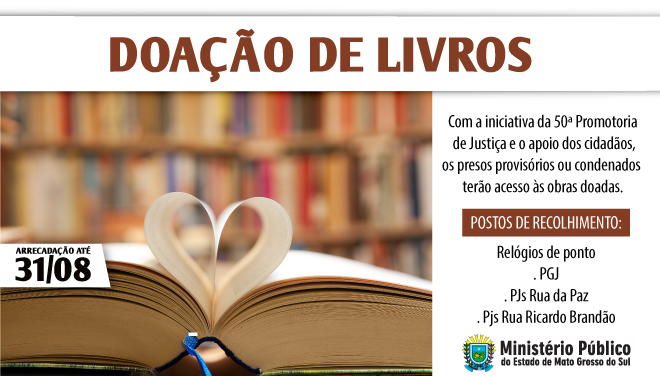 DOAÇÃO DE LIVROS
Com a iniciativa da 50ª Promotoria
de Justiça e o apoio dos cidadãos,
os presos provisórios ou condenados
terão acesso às obras doadas.
POSTOS DE RECOLHIMENTO:
Relógios de ponto
. PGJ
. PJs Rua da Paz
. Pjs Rua Ricardo Brandão
ARRECADAÇÃO ATÉ
31/08
Ministério Público
do Estado de Mato Grosso do Sul